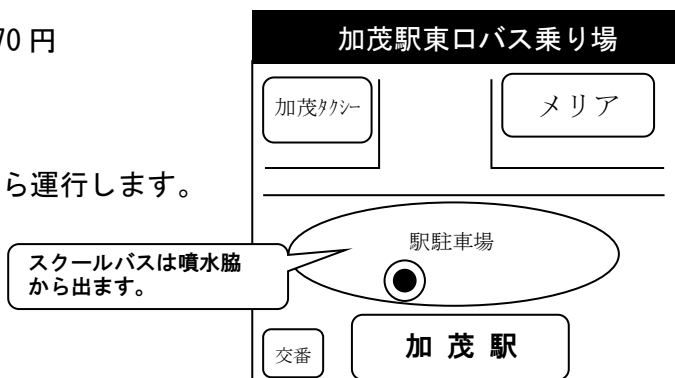 70 円
加茂駅東口バス乗り場
加茂ﾀｸｼｰ
メリア
ら運行します。
駅駐車場
スクールバスは噴水脇
から出ます。
交番
加 茂 駅